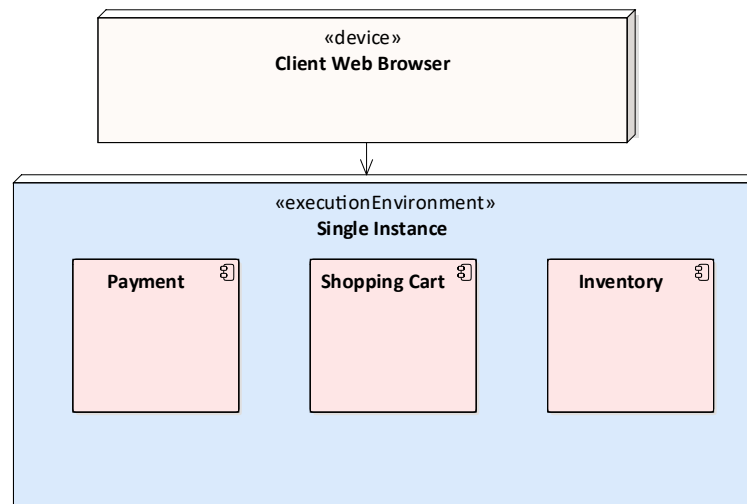 «device»
Client Web Browser
«executionEnvironment»
Single Instance
Payment
Shopping Cart
Inventory